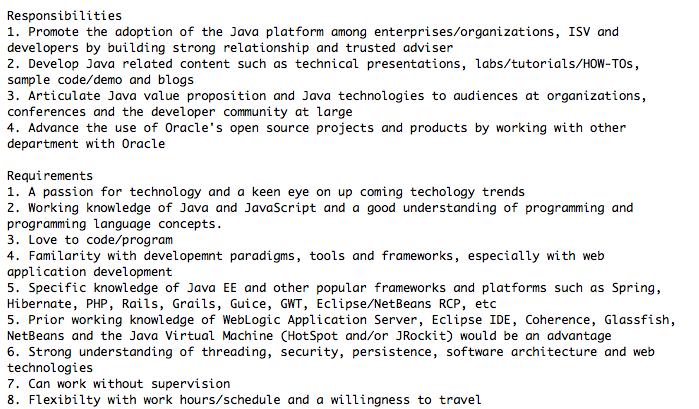 Responsibilities
1. Promote the adoption of the Java platform among enterprises/organizations, ISV and
developers by building strong relationship and trusted adviser
2. Develop Java related content such as technical presentations, labs/tutorials/HOW-TOs,
sample code/demo and blogs
3. Articulate Java value proposition and Java technologies to audiences at organizations,
conferences and the developer community at large
4. Advance the use of Oracle's open source projects and products by working with other
department with Oracle
Requirements
1. A passion for technology and a keen eye on up coming techology trends
2. Working knowledge of Java and JavaScript and a good understanding of programming and
programming language concepts.
3. Love to code/program
4. Familarity with developemnt paradigms, tools and frameworks, especially with web
application development
5. Specific knowledge of Java EE and other popular frameworks and platforms such as Spring,
Hibernate, PHP, Rails, Grails, Guice, GWT, Eclipse/NetBeans RCP, etc
5. Prior working knowledge of WebLogic Application Server, Eclipse IDE, Coherence, Glassfish,
NetBeans and the Java Virtual Machine (HotSpot and/or JRockit) would be an advantage
6. Strong understanding of threading, security, persistence, software architecture and web
technologies
7. Can work without supervision
8. Flexibilty with work hours/schedule and a willingness to travel